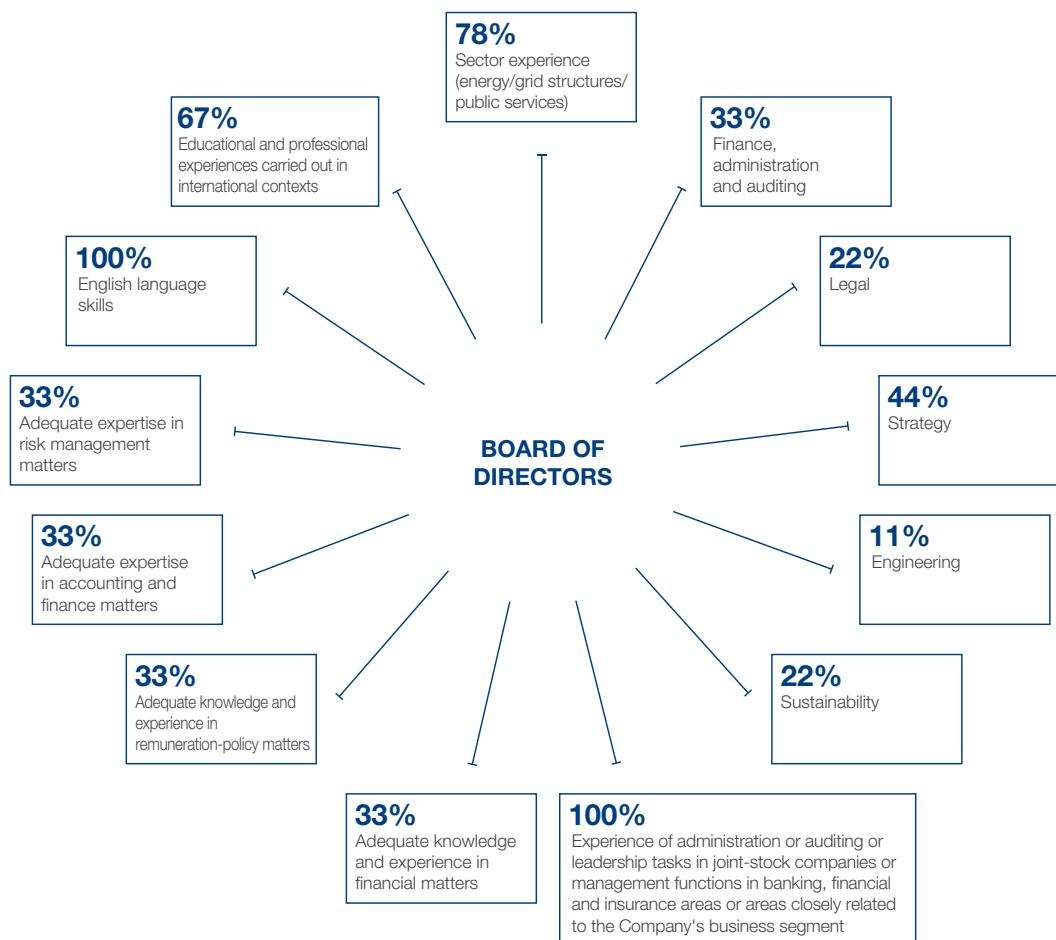 78%
Sector experience
(energy/grid structures/
public services)
33%
Finance,
administration
and auditing
22%
Legal
44%
Strategy
11%
Engineering
22%
Sustainability
100%
Experience of administration or auditing or
leadership tasks in joint-stock companies or
management functions in banking, financial
and insurance areas or areas closely related
to the Company's business segment
33%
Adequate knowledge
and experience in
financial matters
33%
Adequate knowledge and
experience in
remuneration-policy matters
33%
Adequate expertise
in accounting and
finance matters
33%
Adequate expertise in
risk management
matters
100%
English language
skills
67%
Educational and professional
experiences carried out in
international contexts
BOARD OF
DIRECTORS